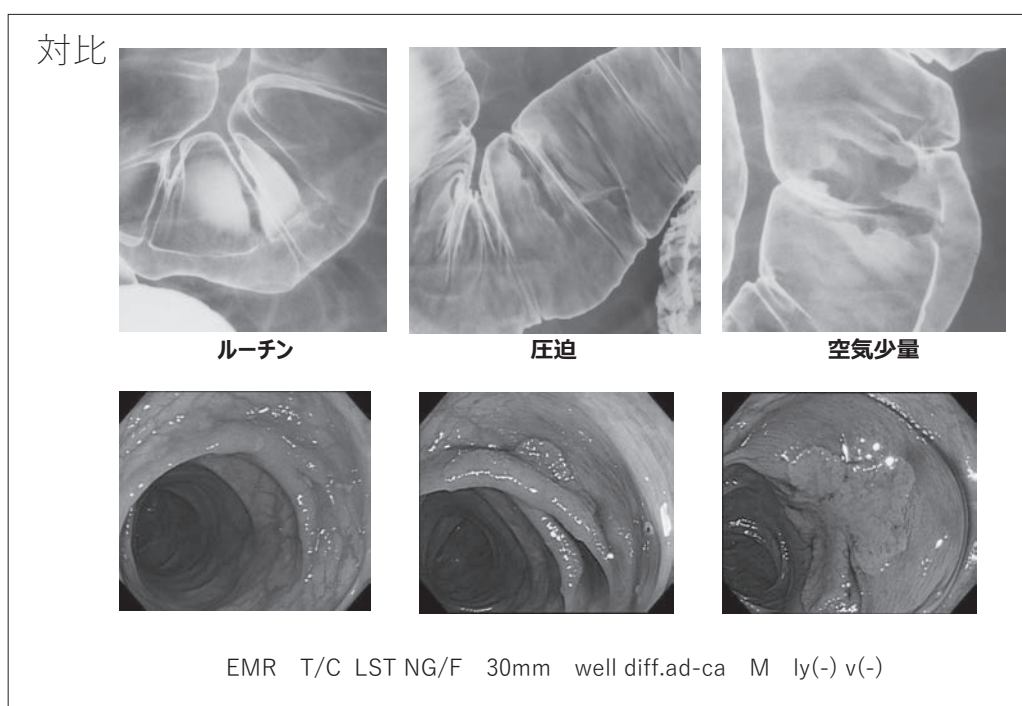 対比
ルーチン
圧迫
空気少量
EMR T/C LST NG/F 30mm well diff.ad-ca M ly(-) v(-)